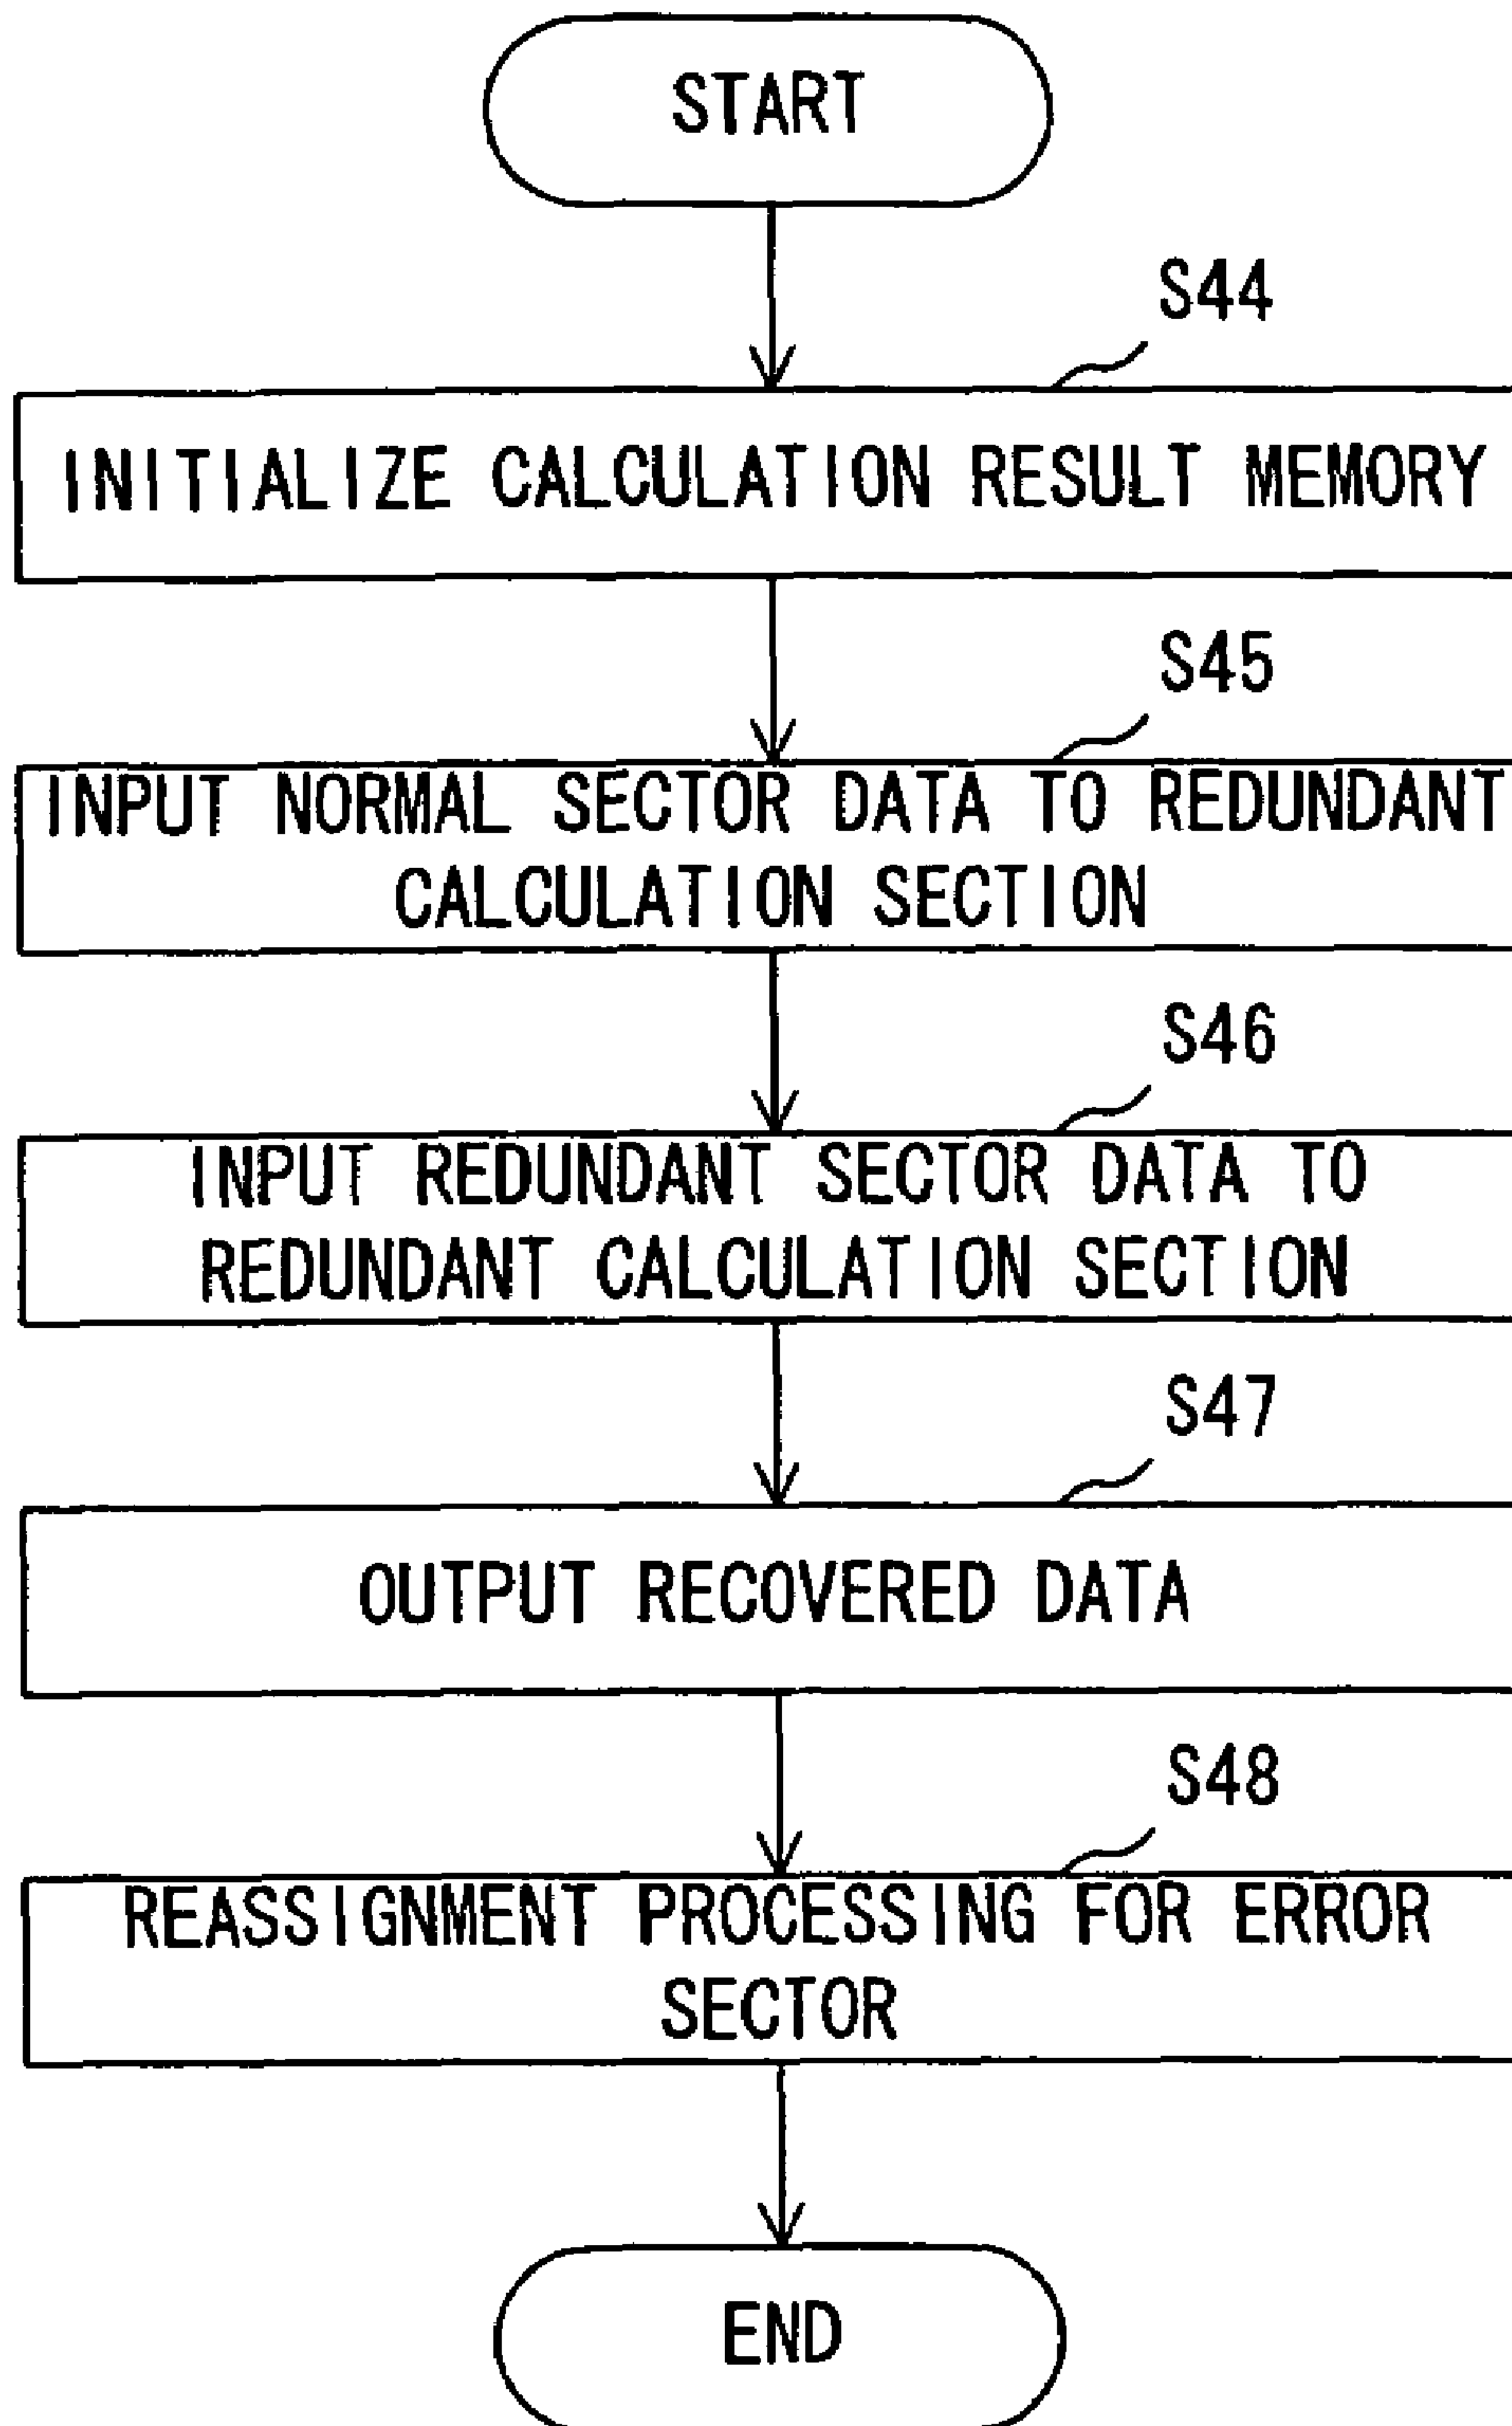 START
S44
INITIALIZE CALCULATION RESULT MEMORY
S45
INPUT NORMAL SECTOR DATA TO REDUNDANT
CALCULATION SECTION
S46
INPUT REDUNDANT SECTOR DATA TO
REDUNDANT CALCULATION SECTION
S47
OUTPUT RECOVERED DATA
S48
REASSIGNMENT PROCESSING FOR ERROR
SECTOR
END